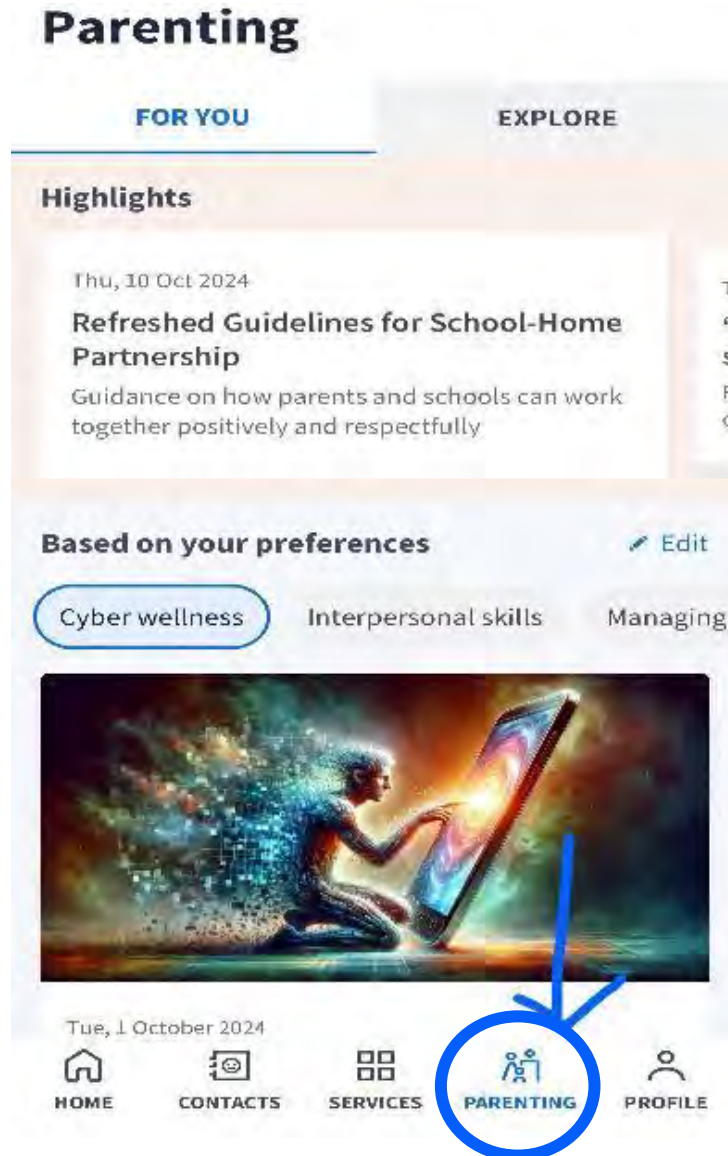 Parenting
FOR YOU
EXPLORE
Highlights
Thu, 10 Oct 2024
Refreshed Guidelines for School-Home
Partnership
Guidance on how parents and schools can work
together positively and respectfully
Based on your preferences
Edit
Cyber wellness
Interpersonal skills
Managing
Tue, 1 October 2024
HOME
CONTACTS
SERVICES
PARENTING
PROFILE